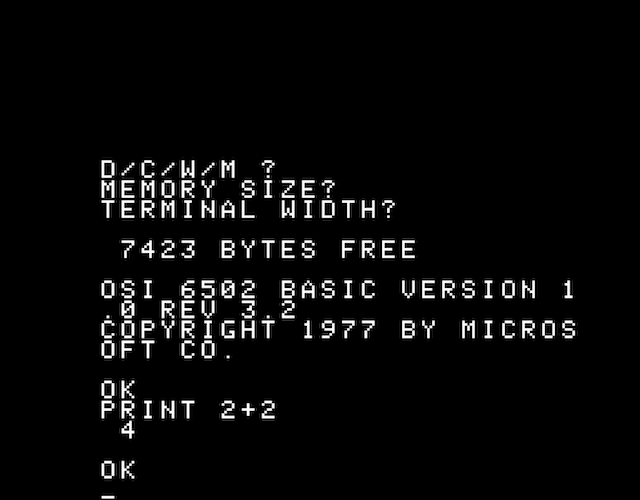 D/C/W/M ?
MEMORY SIZE?
TERMINAL WIDTH?
7423 BYTES FREE
OSI 6502 BASIC VERSION 1
.0 REV 3.2
COPYRIGHT 1977 BY MICROS
OFT CO.
OK
PRINT 2+2
4
OK